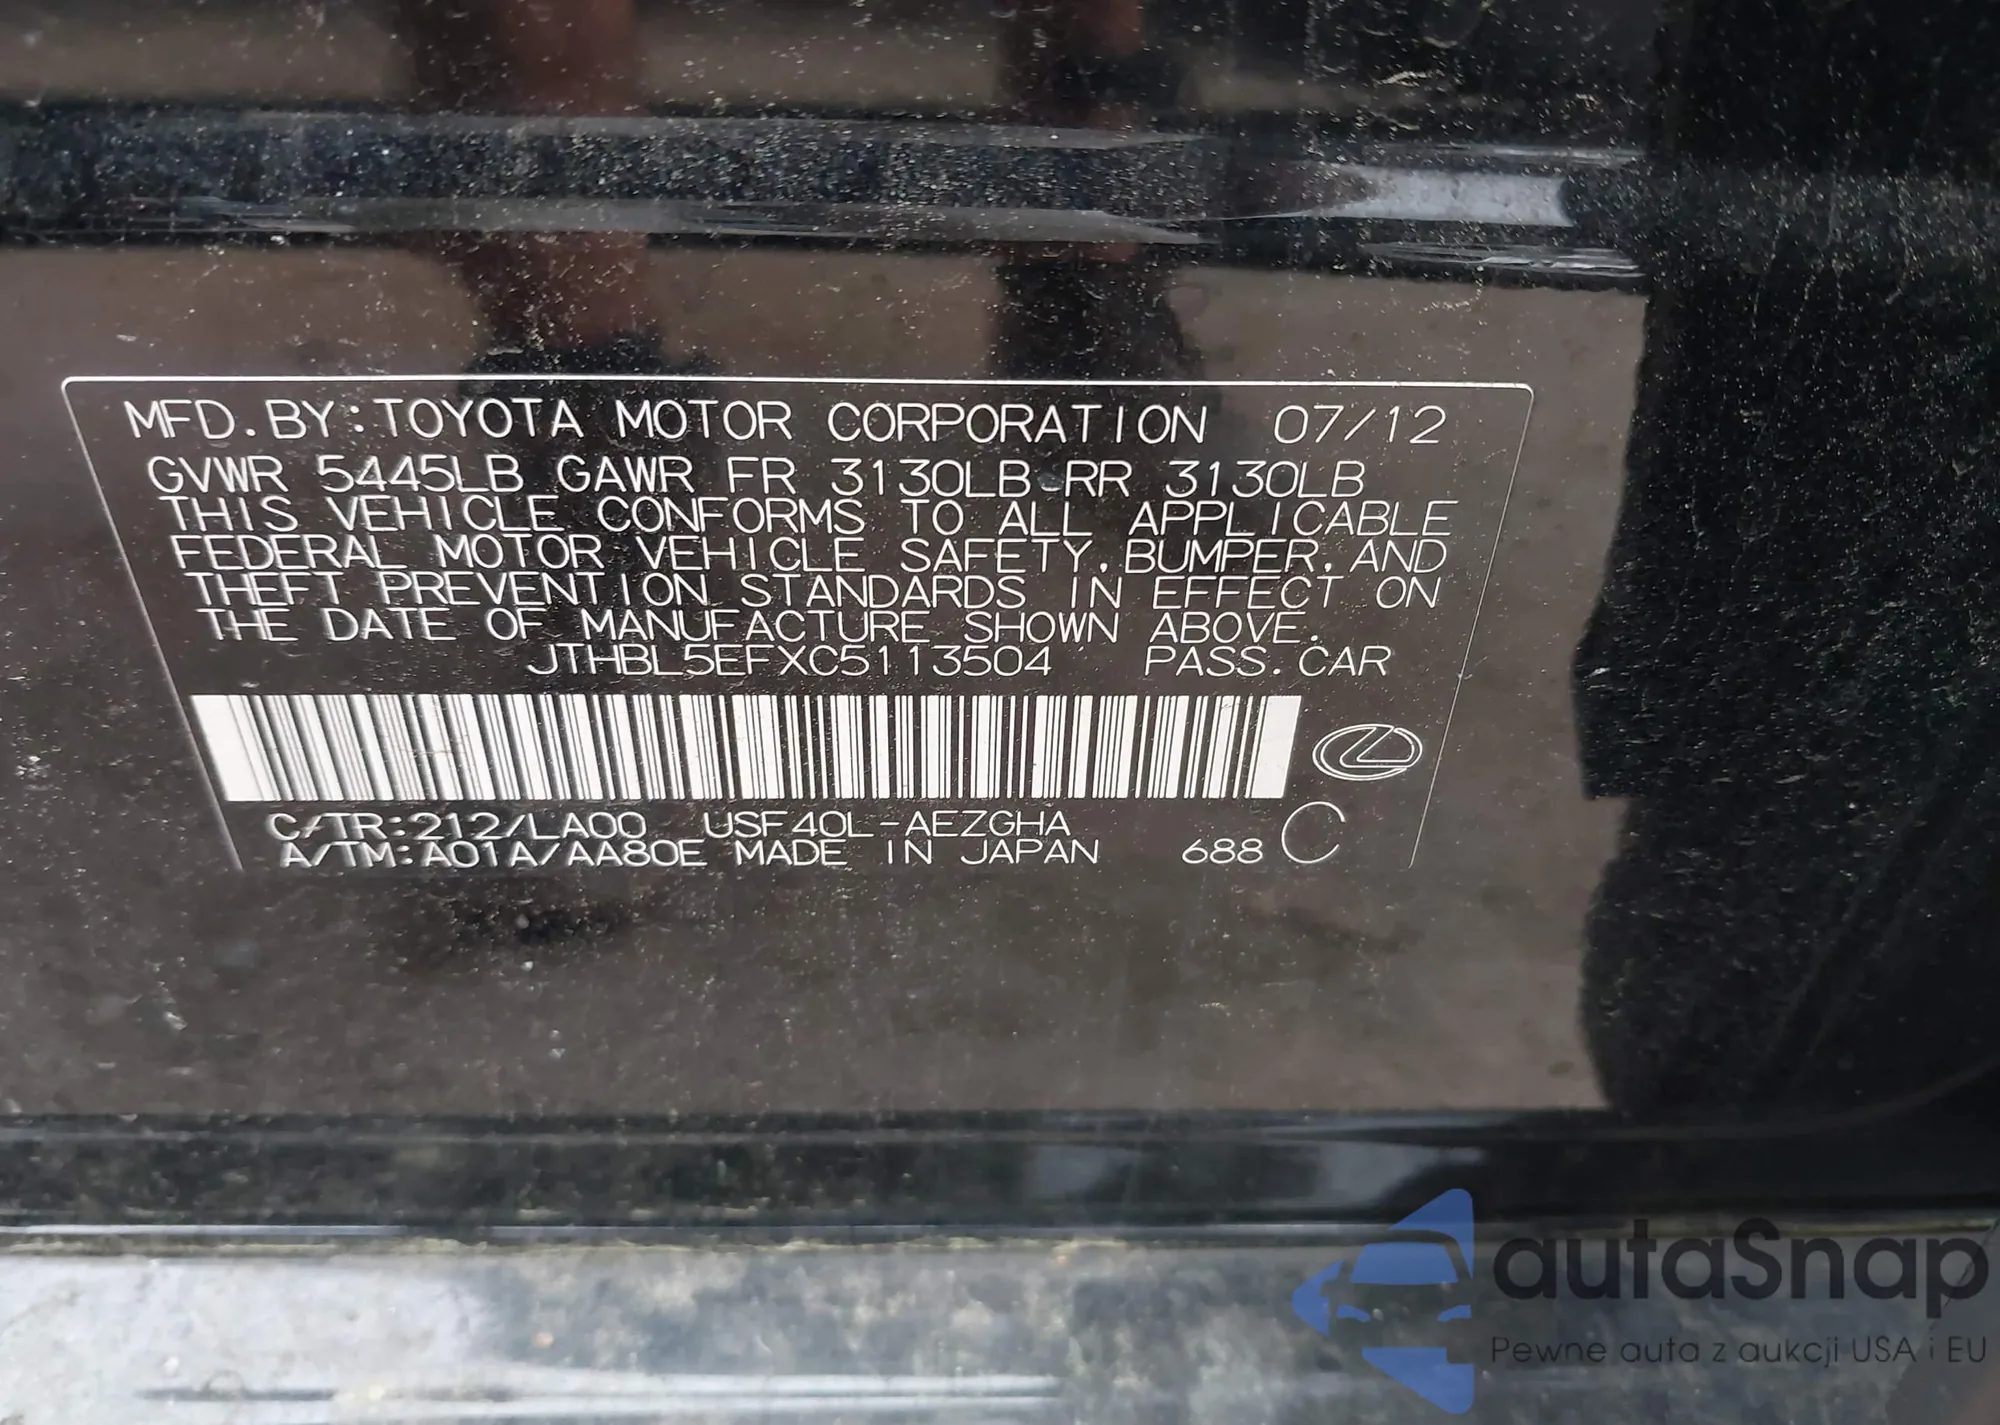 MFD. BY: TOYOTA MOTOR CORPORATION 07/12
GVWR 5445LB GAWR FR 3130LB RR 3130LB
THIS VEHICLE CONFORMS TO ALL APPLICABLE
FEDERAL MOTOR VEHICLE SAFETY, BUMPER, AND
THEFT PREVENTION STANDARDS IN EFFECT ON
THE DATE OF MANUFACTURE SHOWN ABOVE.
JTHBL5EFXC5113504 PASS. CAR
C/TR: 212/LA00 USF40L-AEZGHA
A/TM: A01A/AA80E MADE IN JAPAN 688 C
autaSnap
Pewne auta z aukcji USA i EU